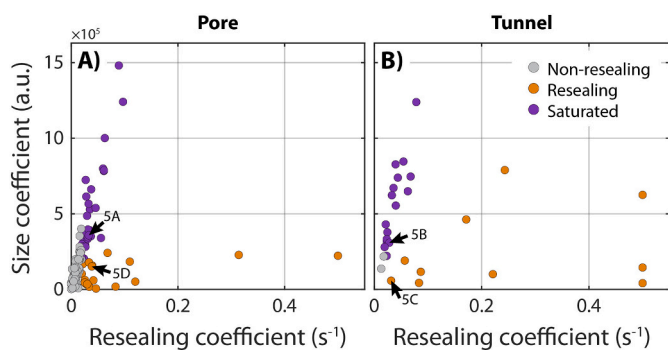 Pore
Tunnel
×10⁵
A)
B)
Non-resealing
Resealing
Saturated
15
10
5
0
Size coefficient (a.u.)
5A
5D
5B
5C
0
0.2
0.4
0
0.2
0.4
Resealing coefficient (s⁻¹)
Resealing coefficient (s⁻¹)